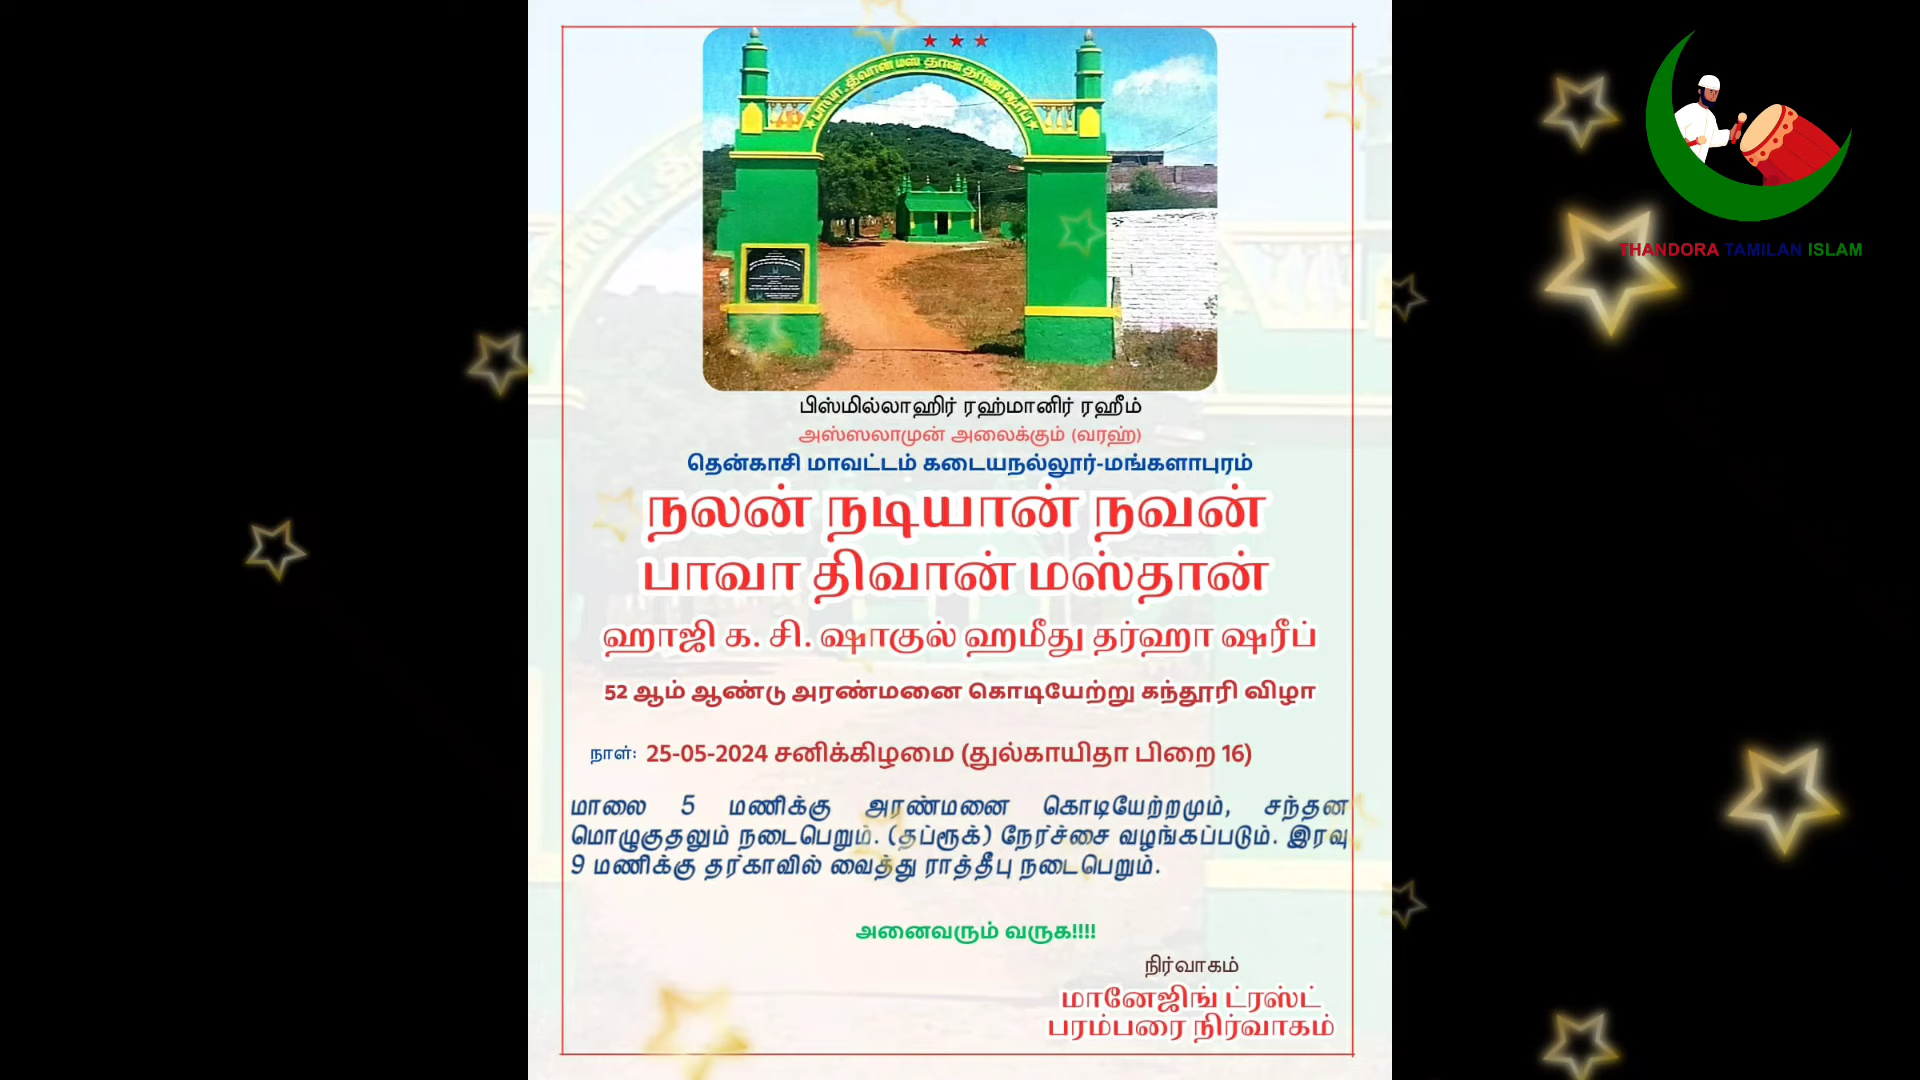 பிஸ்மில்லாஹிர் ரஹ்மானிர் ரஹீம்
அஸ்ஸலாமுன் அலைக்கும் (வரஹ்)
தென்காசி மாவட்டம் கடையநல்லூர்-மங்களாபுரம்
நலன் நடியான் நவன்
பாவா திவான் மஸ்தான்
ஹாஜி க. சி. ஷாகுல் ஹமீது தர்ஹா ஷரீப்
52 ஆம் ஆண்டு அரண்மனை கொடியேற்று கந்தூரி விழா
நாள்: 25-05-2024 சனிக்கிழமை (துல்காயிதா பிறை 16)
மாலை 5 மணிக்கு அரண்மனை கொடியேற்றமும், சந்தன
மொழுகுதலும் நடைபெறும். (தப்ரூக்) நேர்ச்சை வழங்கப்படும். இரவு
9 மணிக்கு தர்காவில் வைத்து ராத்தீபு நடைபெறும்.
அனைவரும் வருக!!!!
நிர்வாகம்
மானேஜிங் ட்ரஸ்ட்
பரம்பரை நிர்வாகம்
THANDORA TAMILAN ISLAM